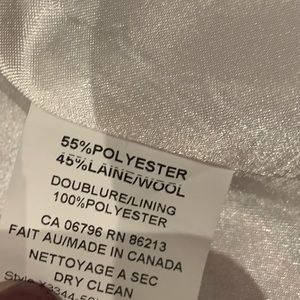 55%POLYESTER
45%LAINE/WOOL
DOUBLURE/LINING
100%POLYESTER
CA 06796 RN 86213
FAIT AU/MADE IN CANADA
NETTOYAGE A SEC
DRY CLEAN
Style